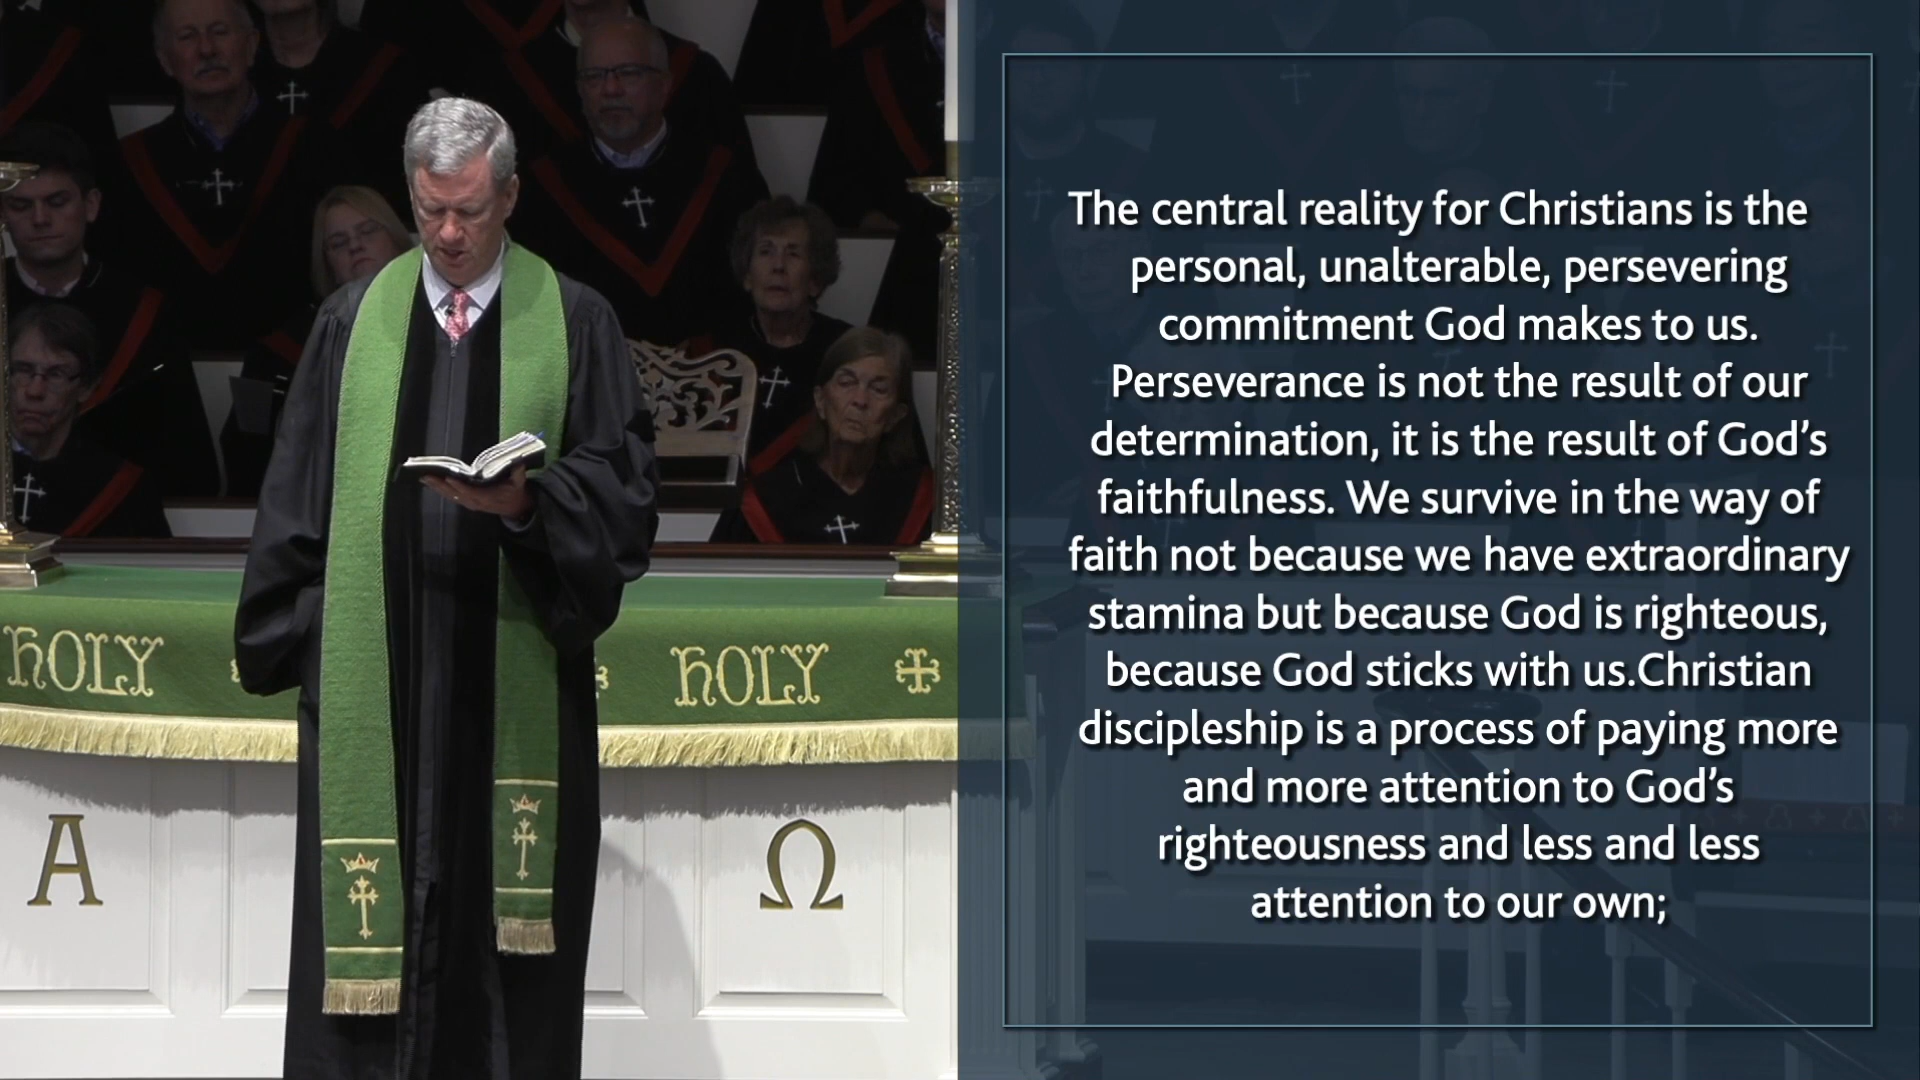 The central reality for Christians is the
personal, unalterable, persevering
commitment God makes to us.
Perseverance is not the result of our
determination, it is the result of God's
faithfulness. We survive in the way of
faith not because we have extraordinary
stamina but because God is righteous,
because God sticks with us.Christian
discipleship is a process of paying more
and more attention to God's
righteousness and less and less
attention to our own;
HOLY HOLY
A Ω